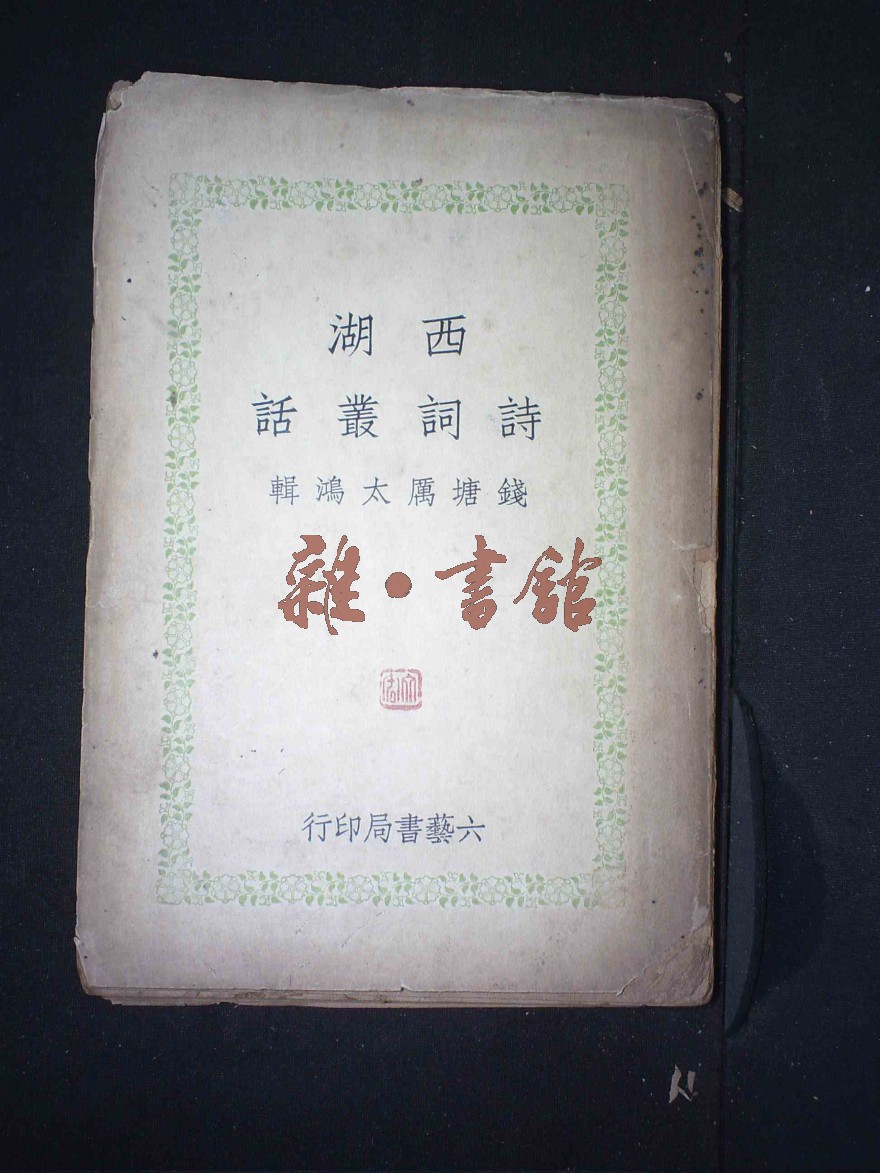 西湖
詩詞叢話
錢塘厲太鴻輯
雜·書館
六藝書局印行